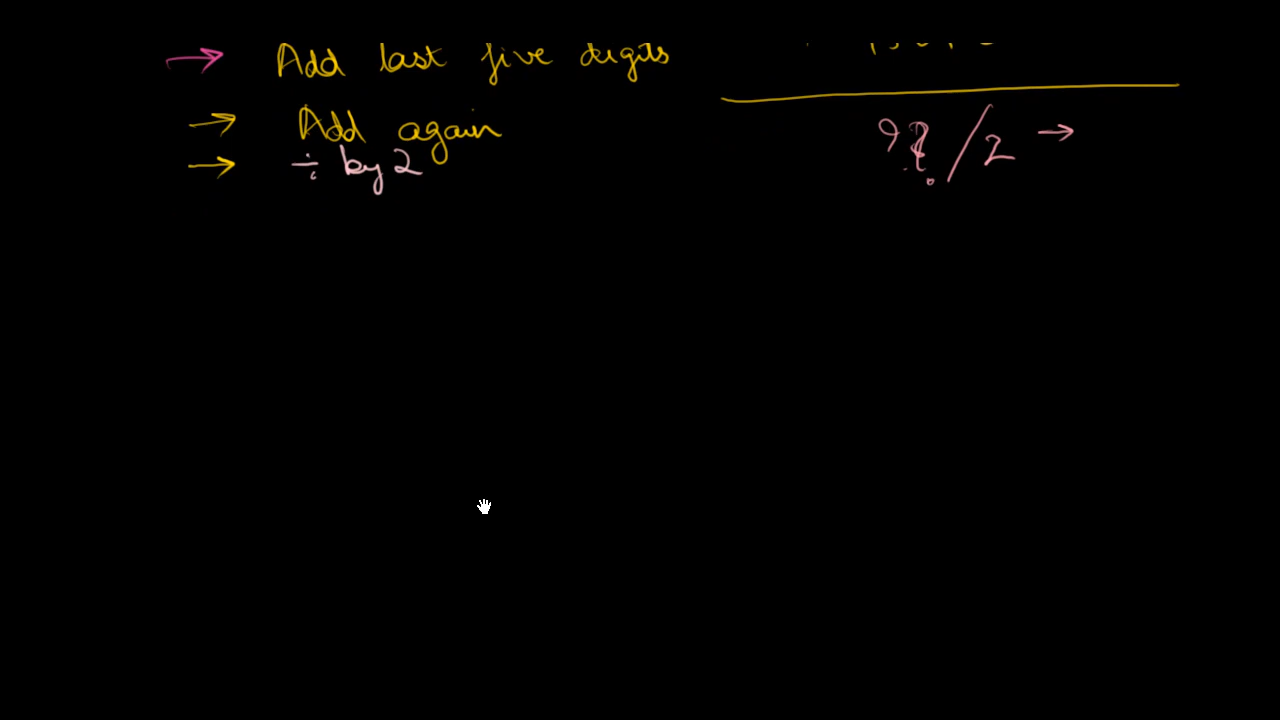 → Add last five digits
→ Add again
→ ÷ by 2
/2 →